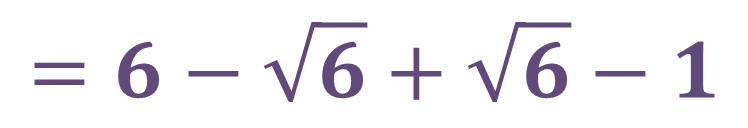 = 6 − √6 + √6 − 1